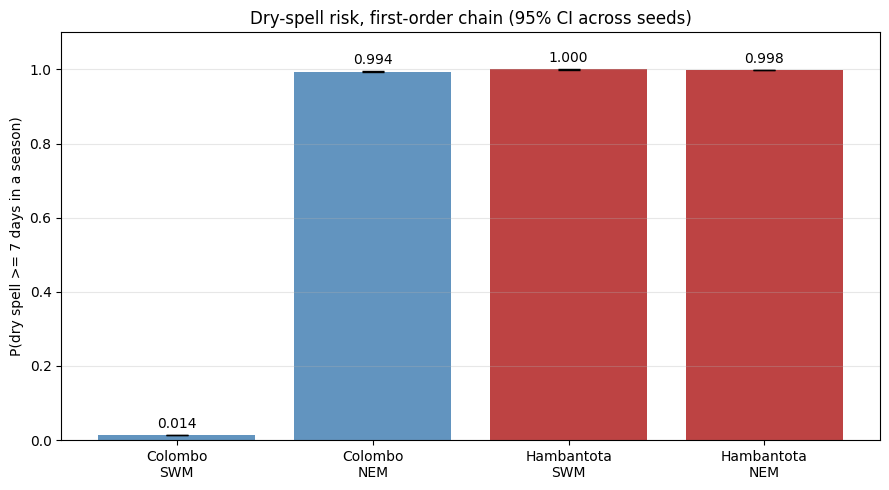 Dry-spell risk, first-order chain (95% CI across seeds)
P(dry spell >= 7 days in a season)
1.0
0.8
0.6
0.4
0.2
0.0
0.014
0.994
1.000
0.998
Colombo
SWM
Colombo
NEM
Hambantota
SWM
Hambantota
NEM